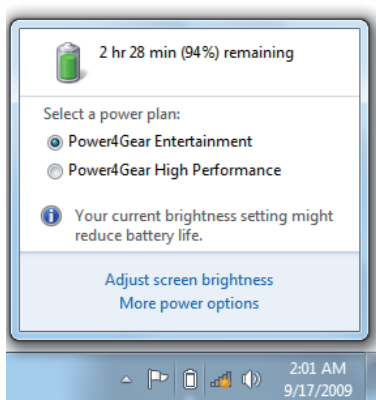 2 hr 28 min (94%) remaining
Select a power plan:
Power4Gear Entertainment
Power4Gear High Performance
Your current brightness setting might
reduce battery life.
Adjust screen brightness
More power options
2:01 AM
9/17/2009